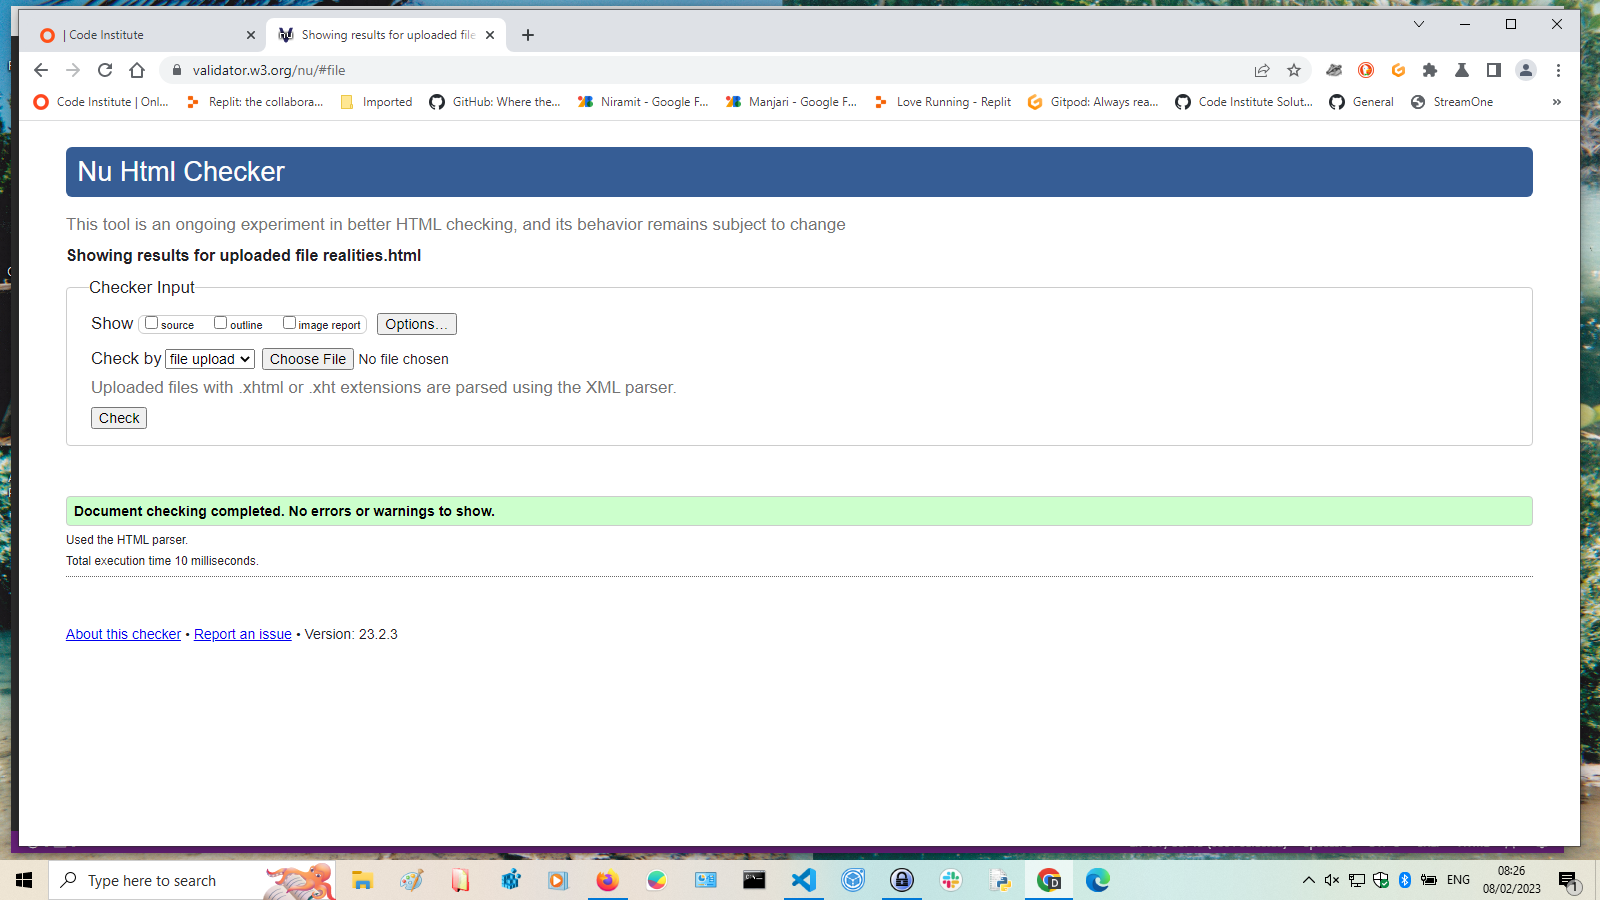 | Code Institute
Showing results for uploaded file
validator.w3.org/nu/#file
Code Institute | Onl...
Replit: the collabora...
Imported
GitHub: Where the...
Niramit - Google F...
Manjari - Google F...
Love Running - Replit
Gitpod: Always rea...
Code Institute Solut...
General
StreamOne
»
Nu Html Checker
This tool is an ongoing experiment in better HTML checking, and its behavior remains subject to change
Showing results for uploaded file realities.html
Checker Input
Show source outline image report Options...
Check by file upload Choose File No file chosen
Uploaded files with .xhtml or .xht extensions are parsed using the XML parser.
Check
Document checking completed. No errors or warnings to show.
Used the HTML parser.
Total execution time 10 milliseconds.
About this checker • Report an issue • Version: 23.2.3
Type here to search
ENG
08:26
08/02/2023
1